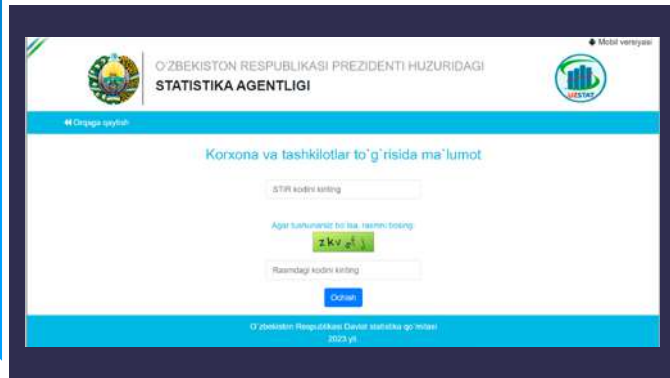 Mobil versiyasi
O'ZBEKISTON RESPUBLIKASI PREZIDENTI HUZURIDAGI
STATISTIKA AGENTLIGI
UZSTAT
Orqaga qaytish
Korxona va tashkilotlar to`g`risida ma`lumot
STIR kodini kiriting
Agar tushunarsiz bo`lsa, rasmni bosing
Rasmdagi kodini kiriting
Ochish
O`zbekiston Respublikasi Davlat statistika qo`mitasi
2023 yil.